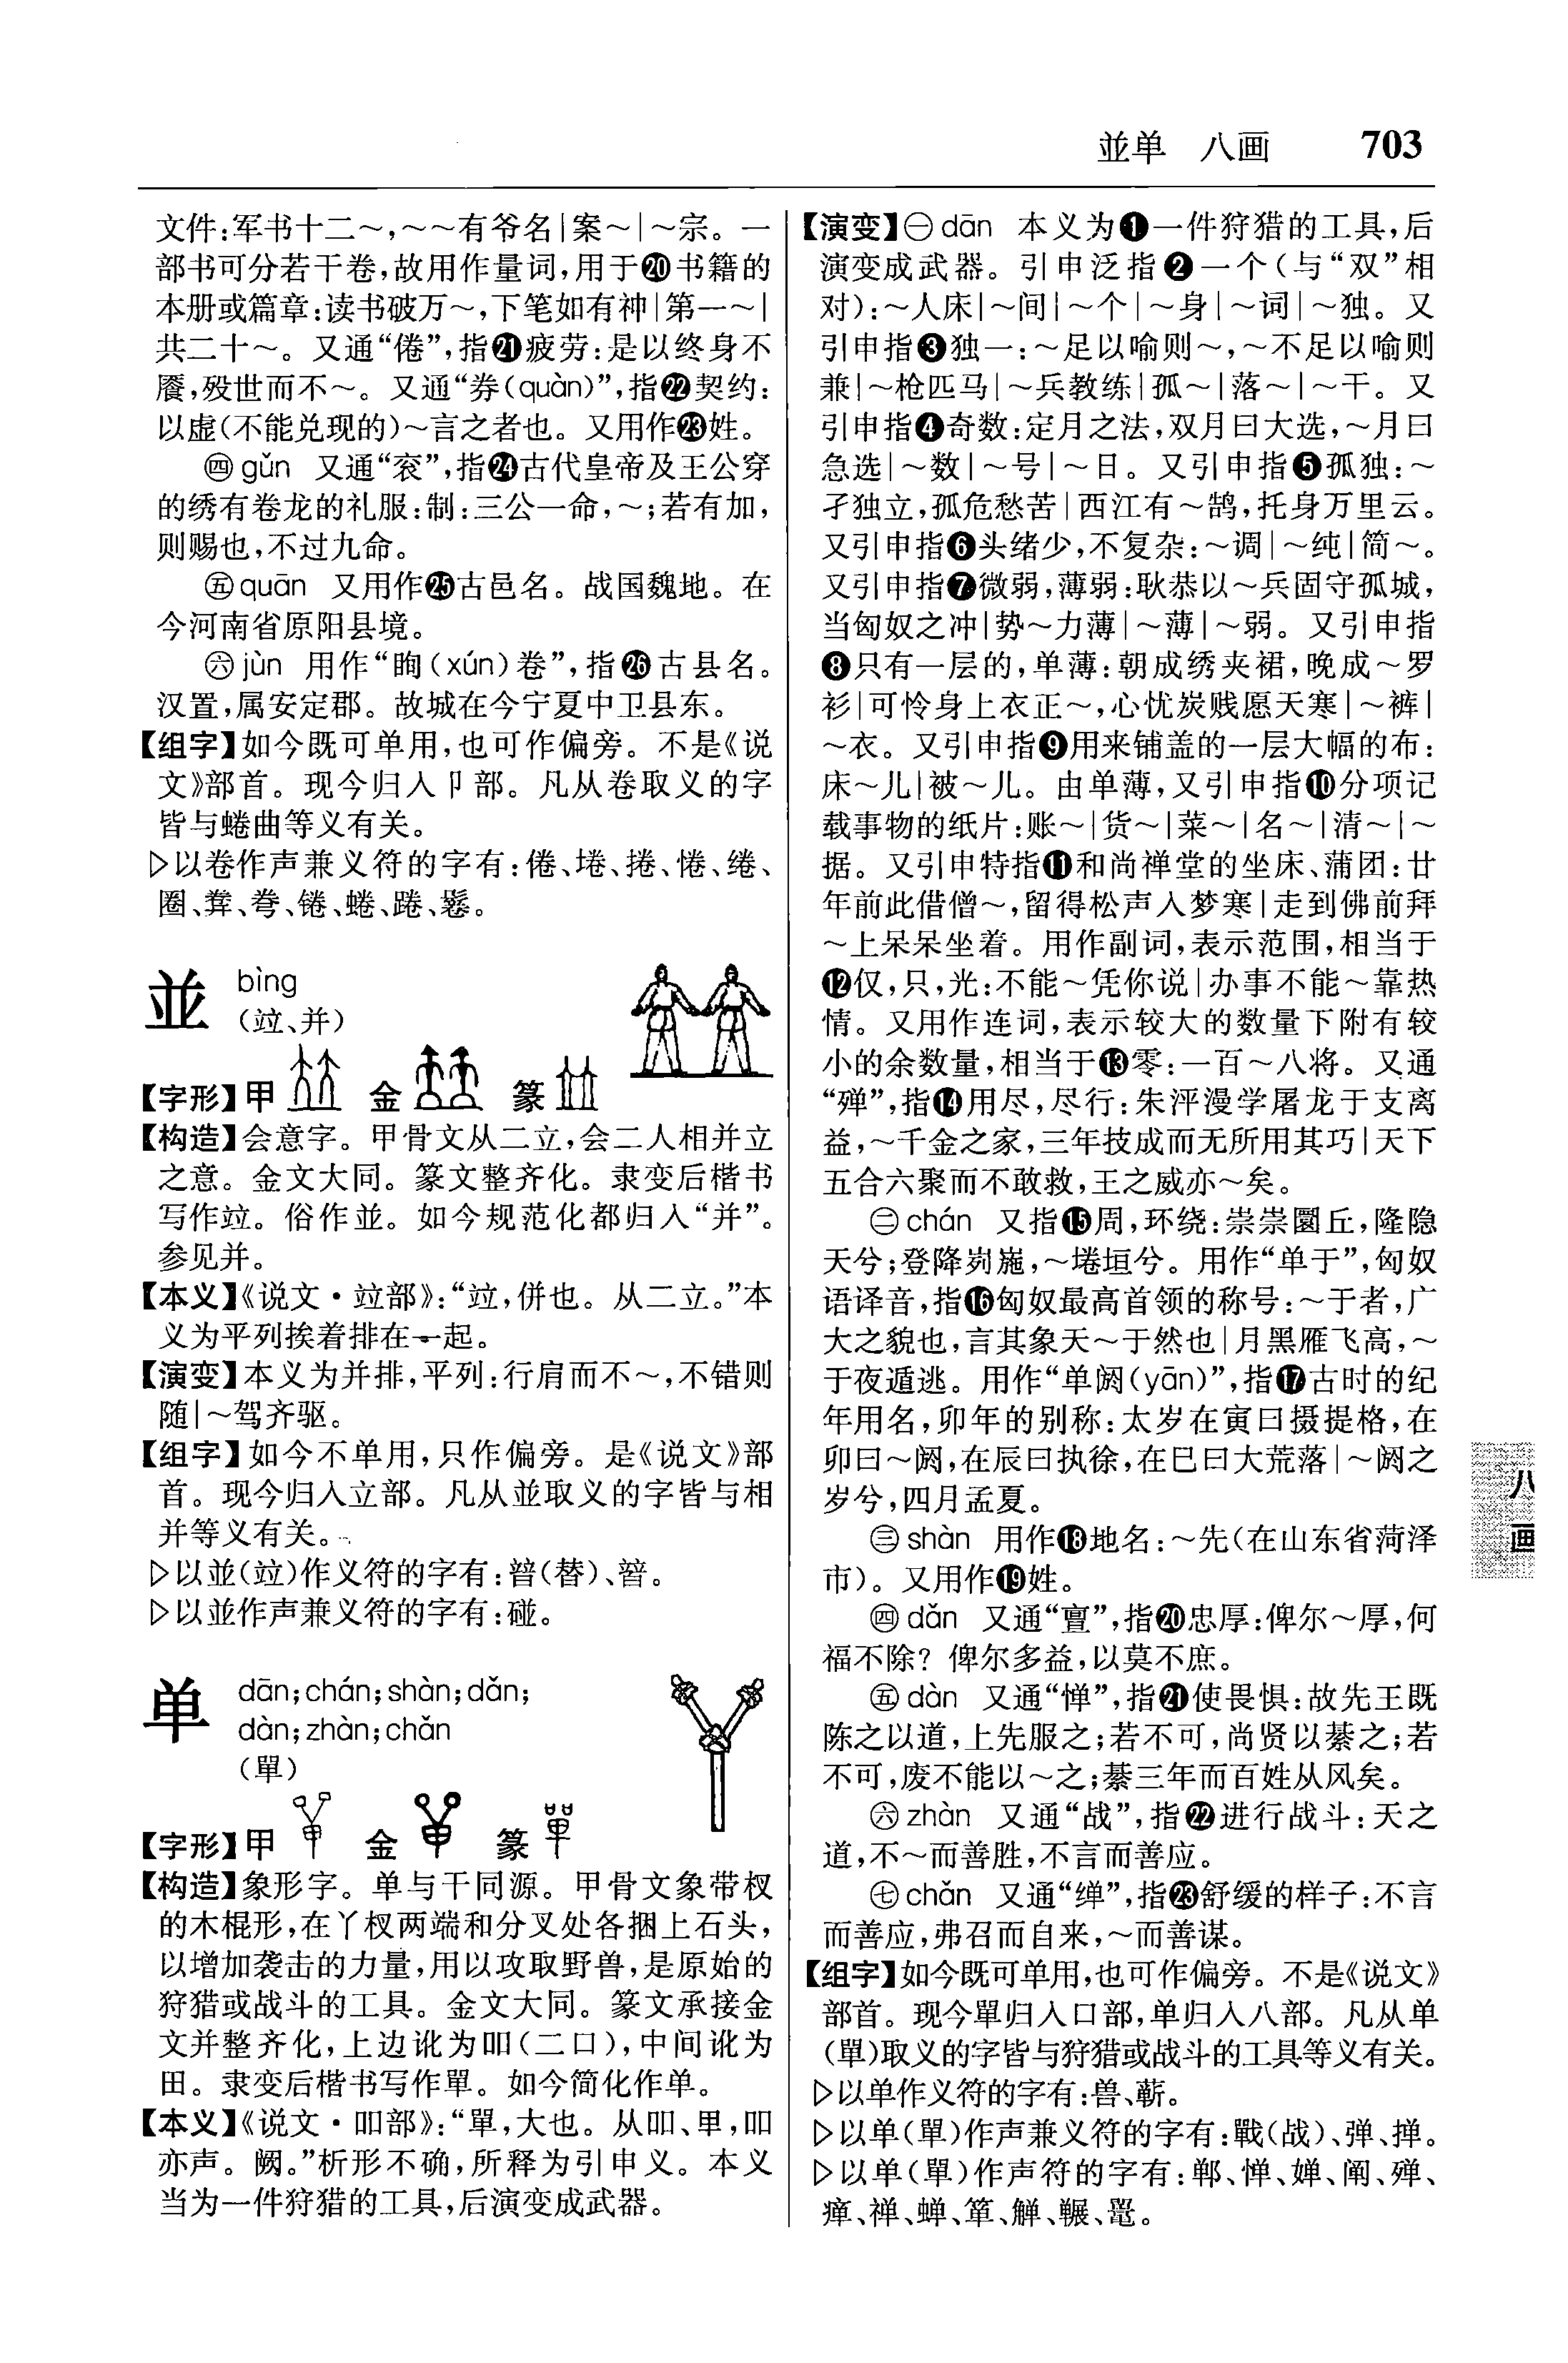 並单　八画　703
文件:军书十二～,～～有爷名|案～|～宗。一
部书可分若干卷,故用作量词,用于⓴书籍的
本册或篇章:读书破万～,下笔如有神|第一～|
共二十～。又通“倦”,指㉑疲劳:是以终身不
餍,殁世而不～。又通“券(quàn)”,指㉒契约:
以虚(不能兑现的)～言之者也。又用作㉓姓。
㊃gǔn　又通“衮”,指㉔古代皇帝及王公穿
的绣有卷龙的礼服:制:三公一命,～;若有加,
则赐也,不过九命。
㊄quān　又用作㉕古邑名。战国魏地。在
今河南省原阳县境。
㊅jùn　用作“眴(xún)卷”,指㉖古县名。
汉置,属安定郡。故城在今宁夏中卫县东。
【组字】如今既可单用,也可作偏旁。不是《说
文》部首。现今归入卩部。凡从卷取义的字
皆与蜷曲等义有关。
▷以卷作声兼义符的字有:倦、埢、捲、惓、绻、
圈、觠、弮、锩、蜷、踡、鬈。
並　bìng
(竝、并)
【字形】甲　金　篆
【构造】会意字。甲骨文从二立,会二人相并立
之意。金文大同。篆文整齐化。隶变后楷书
写作竝。俗作並。如今规范化都归入“并”。
参见并。
【本义】《说文·竝部》:“竝,併也。从二立。”本
义为平列挨着排在一起。
【演变】本义为并排,平列:行肩而不～,不错则
随|～驾齐驱。
【组字】如今不单用,只作偏旁。是《说文》部
首。现今归入立部。凡从並取义的字皆与相
并等义有关。
▷以並(竝)作义符的字有:暜(替)、㬱。
▷以並作声兼义符的字有:碰。
单　dān;chán;shàn;dǎn;
dàn;zhàn;chǎn
(單)
【字形】甲　金　篆
【构造】象形字。单与干同源。甲骨文象带杈
的木棍形,在丫杈两端和分叉处各捆上石头,
以增加袭击的力量,用以攻取野兽,是原始的
狩猎或战斗的工具。金文大同。篆文承接金
文并整齐化,上边讹为吅(二口),中间讹为
田。隶变后楷书写作單。如今简化作单。
【本义】《说文·吅部》:“單,大也。从吅、甲,吅
亦声。阙。”析形不确,所释为引申义。本义
当为一件狩猎的工具,后演变成武器。
【演变】㊀dān　本义为❶一件狩猎的工具,后
演变成武器。引申泛指❷一个(与“双”相
对):～人床|～间|～个|～身|～词|～独。又
引申指❸独一:～足以喻则～,～不足以喻则
兼|～枪匹马|～兵教练|孤～|落～|～干。又
引申指❹奇数:定月之法,双月曰大选,～月曰
急选|～数|～号|～日。又引申指❺孤独:～
孑独立,孤危愁苦|西江有～鹄,托身万里云。
又引申指❻头绪少,不复杂:～调|～纯|简～。
又引申指❼微弱,薄弱:耿恭以～兵固守孤城,
当匈奴之冲|势～力薄|～薄|～弱。又引申指
❽只有一层的,单薄:朝成绣夹裙,晚成～罗
衫|可怜身上衣正～,心忧炭贱愿天寒|～裤|
～衣。又引申指❾用来铺盖的一层大幅的布:
床～儿|被～儿。由单薄,又引申指❿分项记
载事物的纸片:账～|货～|菜～|名～|清～|～
据。又引申特指⓫和尚禅堂的坐床、蒲团:廿
年前此借僧～,留得松声入梦寒|走到佛前拜
～上呆呆坐着。用作副词,表示范围,相当于
⓬仅,只,光:不能～凭你说|办事不能～靠热
情。又用作连词,表示较大的数量下附有较
小的余数量,相当于⓭零:一百～八将。又通
“殚”,指⓮用尽,尽行:朱泙漫学屠龙于支离
益,～千金之家,三年技成而无所用其巧|天下
五合六聚而不敢救,王之威亦～矣。
㊁chán　又指⓯周,环绕:崇崇圜丘,隆隐
天兮;登降峛崺,～埢垣兮。用作“单于”,匈奴
语译音,指⓰匈奴最高首领的称号:～于者,广
大之貌也,言其象天～于然也|月黑雁飞高,～
于夜遁逃。用作“单阏(yān)”,指⓱古时的纪
年用名,卯年的别称:太岁在寅曰摄提格,在
卯曰～阏,在辰曰执徐,在巳曰大荒落|～阏之
岁兮,四月孟夏。
㊂shàn　用作⓲地名:～先(在山东省菏泽
市)。又用作⓳姓。
㊃dǎn　又通“亶”,指⓴忠厚:俾尔～厚,何
福不除?俾尔多益,以莫不庶。
㊄dàn　又通“惮”,指㉑使畏惧:故先王既
陈之以道,上先服之;若不可,尚贤以綦之;若
不可,废不能以～之;綦三年而百姓从风矣。
㊅zhàn　又通“战”,指㉒进行战斗:天之
道,不～而善胜,不言而善应。
㊆chǎn　又通“繟”,指㉓舒缓的样子:不言
而善应,弗召而自来,～而善谋。
【组字】如今既可单用,也可作偏旁。不是《说文》
部首。现今單归入口部,单归入八部。凡从单
(單)取义的字皆与狩猎或战斗的工具等义有关。
▷以单作义符的字有:兽、蕲。
▷以单(單)作声兼义符的字有:戰(战)、弹、掸。
▷以单(單)作声符的字有:郸、惮、婵、阐、殚、
瘅、禅、蝉、箪、觯、冁、鼍。
八画